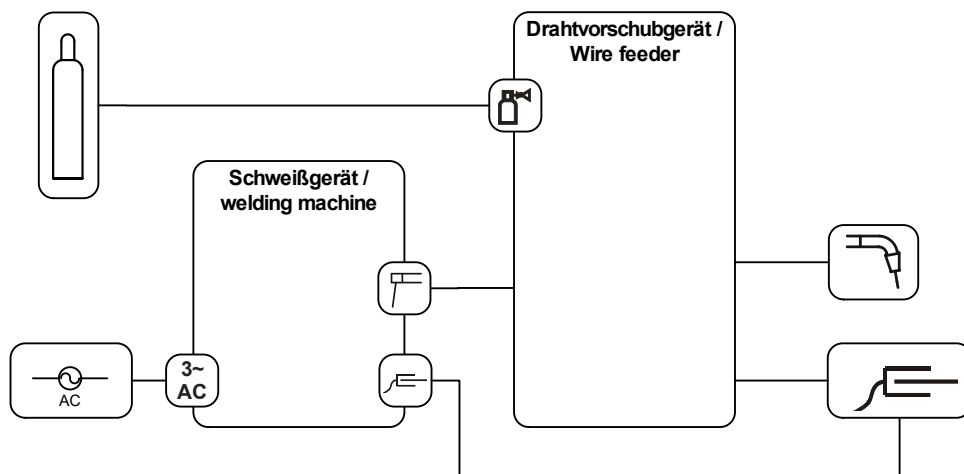 Drahtvorschubgerät /
Wire feeder
Schweißgerät /
welding machine
3~
AC
AC